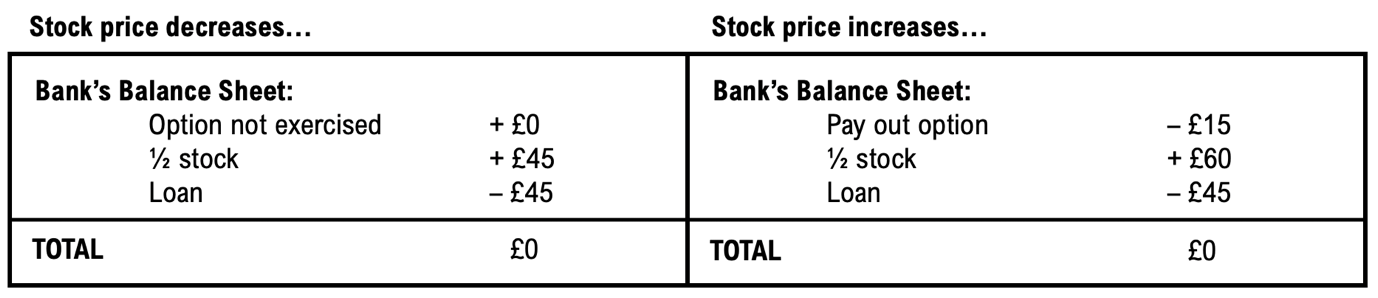 Stock price decreases…
Bank’s Balance Sheet:
Option not exercised + £0
½ stock + £45
Loan – £45
TOTAL £0
Stock price increases…
Bank’s Balance Sheet:
Pay out option – £15
½ stock + £60
Loan – £45
TOTAL £0